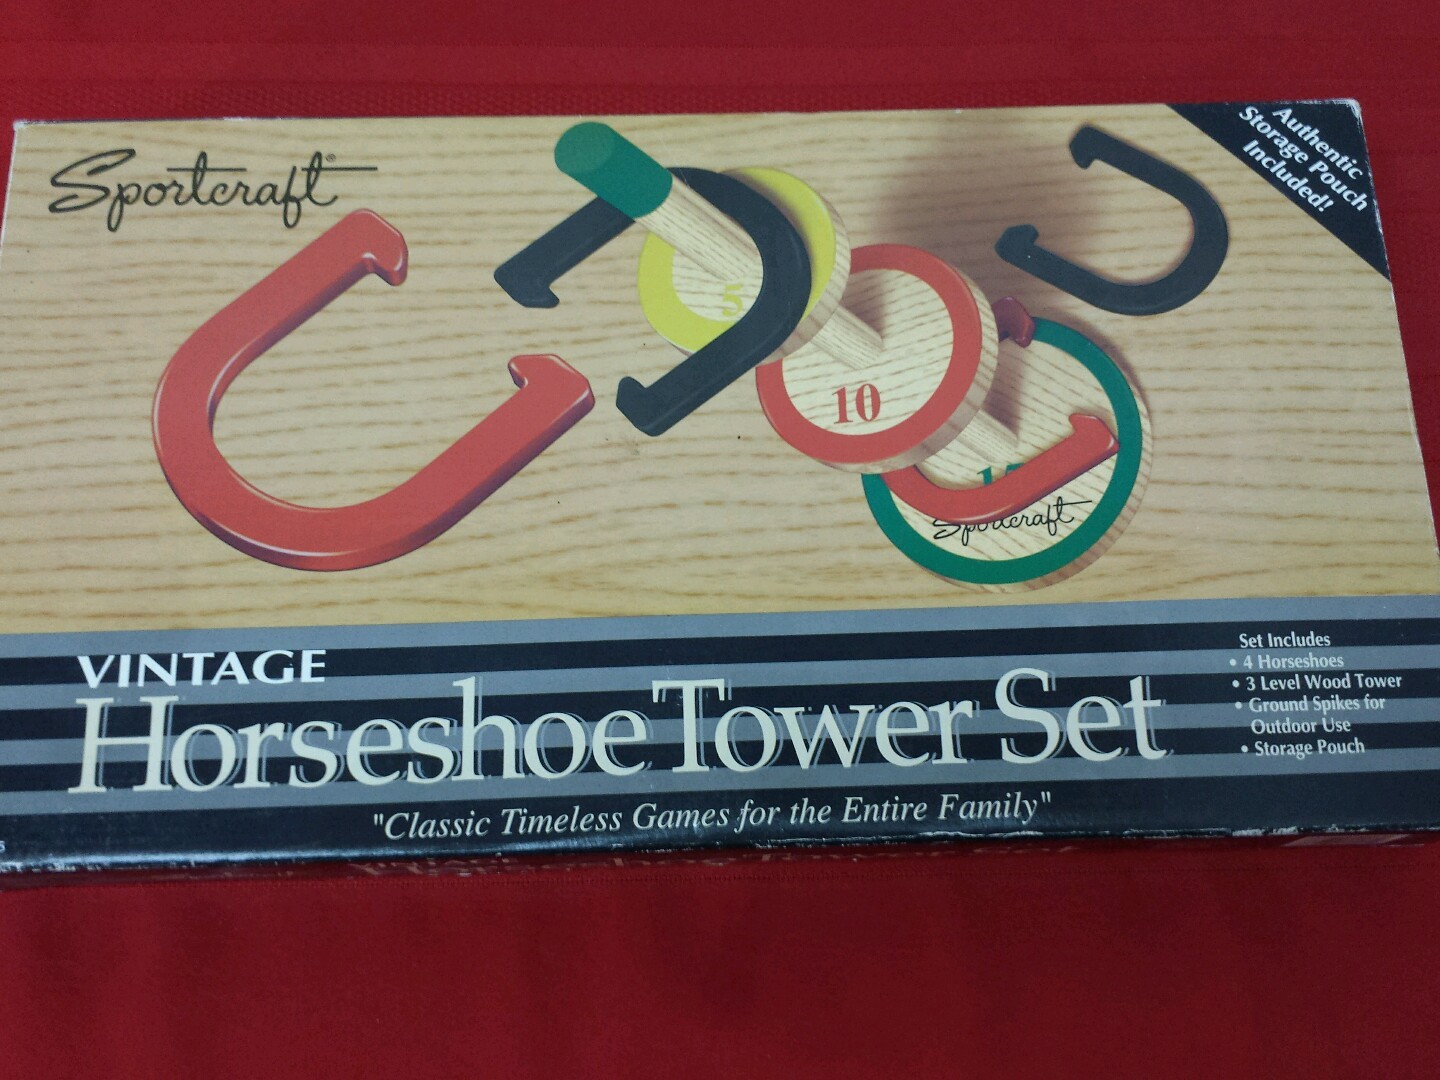 Sportcraft®
Authentic
Storage Pouch
Included!
5
10
Sportcraft
VINTAGE
Horseshoe Tower Set
"Classic Timeless Games for the Entire Family"
Set Includes
• 4 Horseshoes
• 3 Level Wood Tower
• Ground Spikes for
Outdoor Use
• Storage Pouch